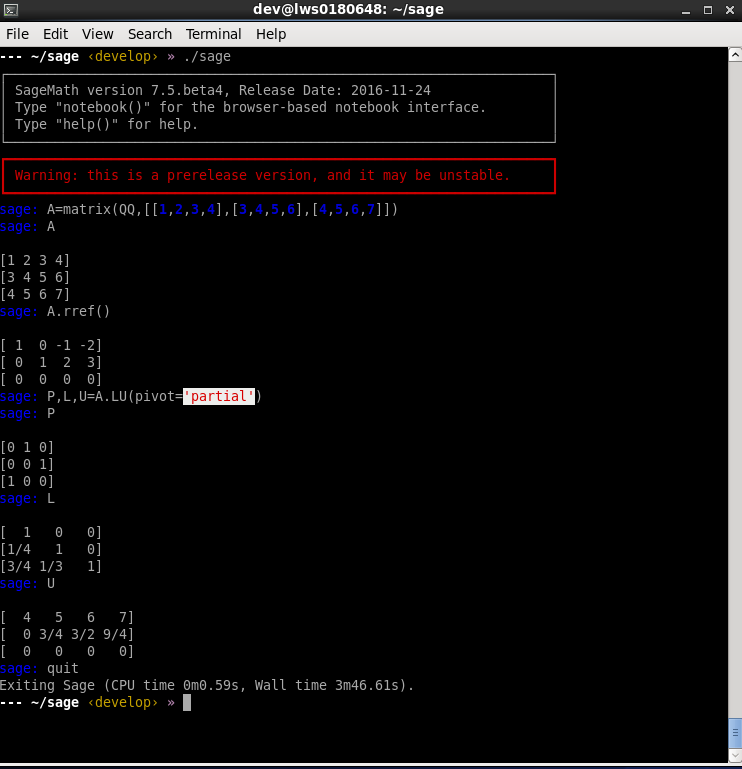 dev@lws0180648: ~/sage
File Edit View Search Terminal Help
--- ~/sage ‹develop› » ./sage
SageMath version 7.5.beta4, Release Date: 2016-11-24
Type "notebook()" for the browser-based notebook interface.
Type "help()" for help.
Warning: this is a prerelease version, and it may be unstable.
sage: A=matrix(QQ,[[1,2,3,4],[3,4,5,6],[4,5,6,7]])
sage: A
[1 2 3 4]
[3 4 5 6]
[4 5 6 7]
sage: A.rref()
[ 1  0 -1 -2]
[ 0  1  2  3]
[ 0  0  0  0]
sage: P,L,U=A.LU(pivot='partial')
sage: P
[0 1 0]
[0 0 1]
[1 0 0]
sage: L
[  1   0   0]
[1/4   1   0]
[3/4 1/3   1]
sage: U
[  4   5   6   7]
[  0 3/4 3/2 9/4]
[  0   0   0   0]
sage: quit
Exiting Sage (CPU time 0m0.59s, Wall time 3m46.61s).
--- ~/sage ‹develop› »